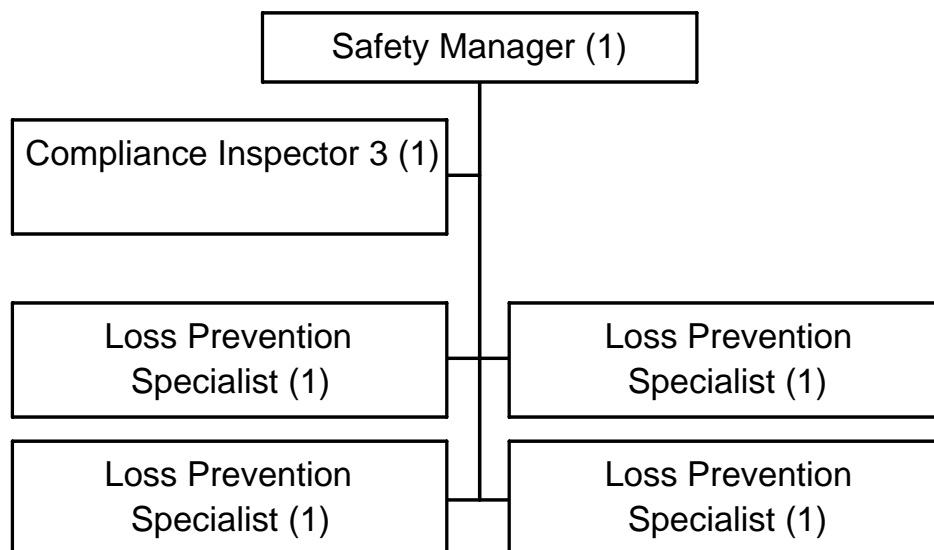 Safety Manager (1)
Compliance Inspector 3 (1)
Loss Prevention
Specialist (1)
Loss Prevention
Specialist (1)
Loss Prevention
Specialist (1)
Loss Prevention
Specialist (1)